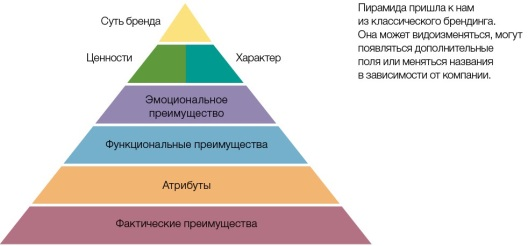 Суть бренда
Ценности
Характер
Эмоциональное
преимущество
Функциональные преимущества
Атрибуты
Фактические преимущества
Пирамида пришла к нам
из классического брендинга.
Она может видоизменяться, могут
появляться дополнительные
поля или меняться названия
в зависимости от компании.